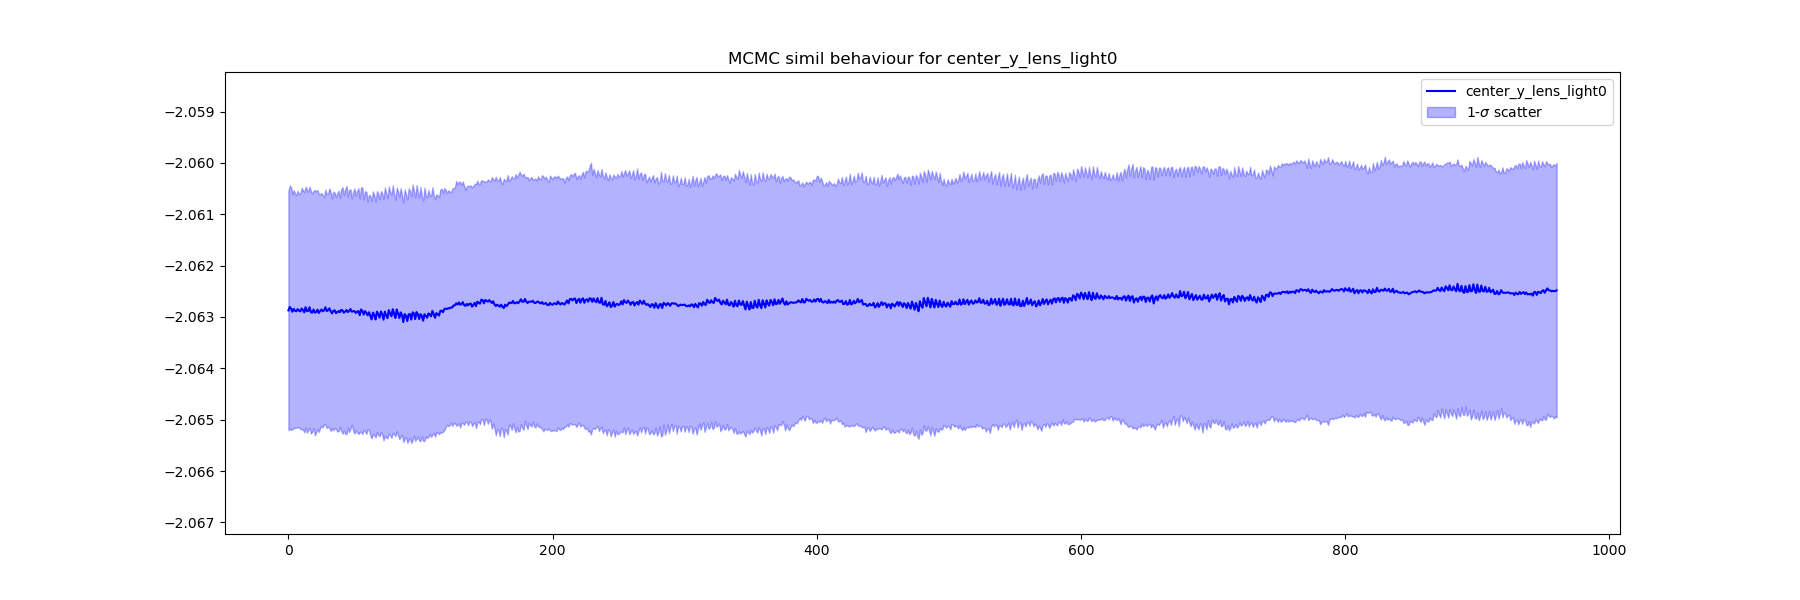 MCMC simil behaviour for center_y_lens_light0
center_y_lens_light0
1-σ scatter
−2.059
−2.060
−2.061
−2.062
−2.063
−2.064
−2.065
−2.066
−2.067
0 200 400 600 800 1000